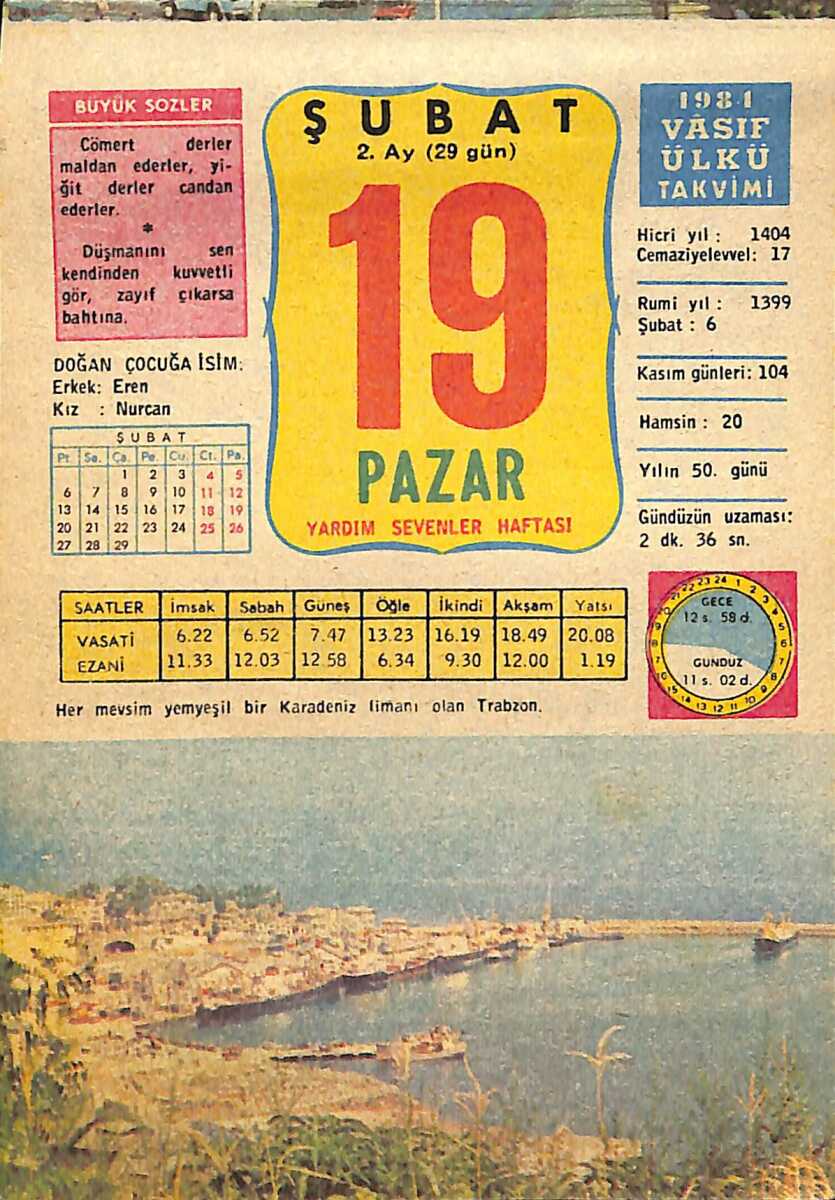 BÜYÜK SÖZLER
Cömert derler
maldan ederler, yi-
ğit derler candan
ederler.
*
Düşmanını sen
kendinden kuvvetli
gör, zayıf çıkarsa
bahtına.
DOĞAN ÇOCUĞA İSİM:
Erkek: Eren
Kız : Nurcan
ŞUBAT
Pt. Sa. Ça. Pe. Cu. Ct. Pa.
1 2 3 4 5
6 7 8 9 10 11 12
13 14 15 16 17 18 19
20 21 22 23 24 25 26
27 28 29
ŞUBAT
2. Ay (29 gün)
19
PAZAR
YARDIM SEVENLER HAFTASI
1984
VÂSIF
ÜLKÜ
TAKVİMİ
Hicri yıl : 1404
Cemaziyelevvel: 17
Rumi yıl : 1399
Şubat : 6
Kasım günleri: 104
Hamsin : 20
Yılın 50. günü
Gündüzün uzaması:
2 dk. 36 sn.
SAATLER İmsak Sabah Güneş Öğle İkindi Akşam Yatsı
VASATİ 6.22 6.52 7.47 13.23 16.19 18.49 20.08
EZANİ 11.33 12.03 12.58 6.34 9.30 12.00 1.19
GECE
12 s. 58 d.
GÜNDÜZ
11 s. 02 d.
Her mevsim yemyeşil bir Karadeniz limanı olan Trabzon.